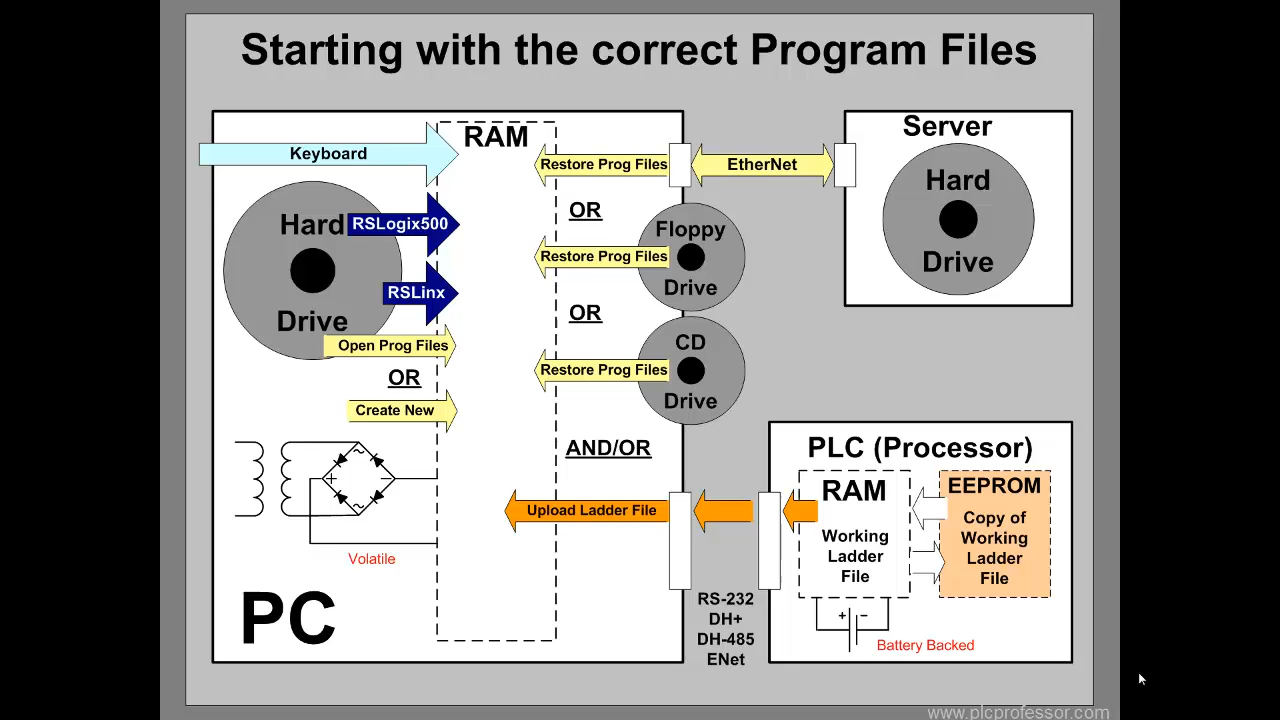 Starting with the correct Program Files
RAM
Keyboard
Hard
Drive
RSLogix500
RSLinx
Open Prog Files
OR
Create New
Volatile
PC
Restore Prog Files
OR
Restore Prog Files
OR
Restore Prog Files
AND/OR
Upload Ladder File
EtherNet
Floppy
Drive
CD
Drive
Server
Hard
Drive
RS-232
DH+
DH-485
ENet
PLC (Processor)
RAM
Working
Ladder
File
EEPROM
Copy of
Working
Ladder
File
+ −
Battery Backed
www.plcprofessor.com